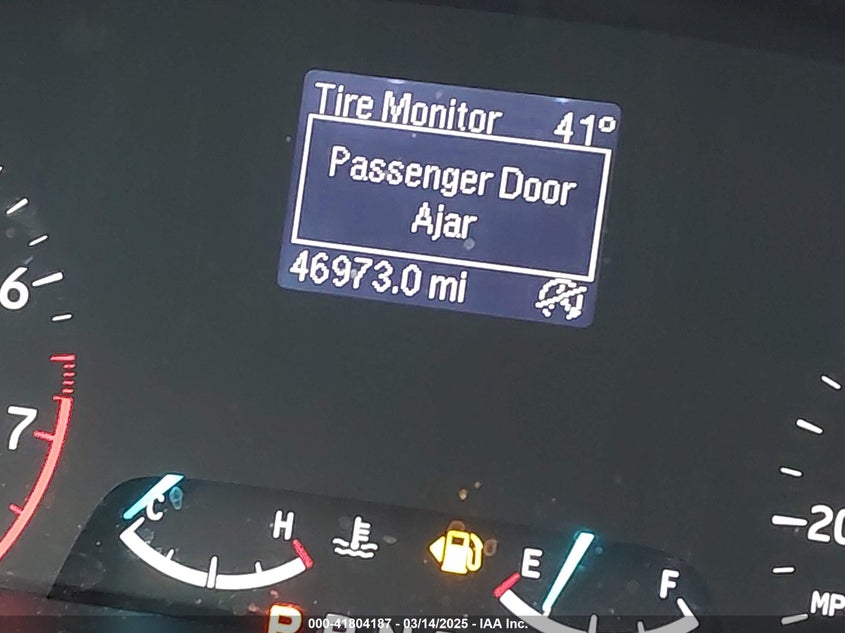 Tire Monitor 41°
Passenger Door
Ajar
46973.0 mi
6
7
C
H
E
F
20
MP
P R N
000-41804187 - 03/14/2025 - IAA Inc.